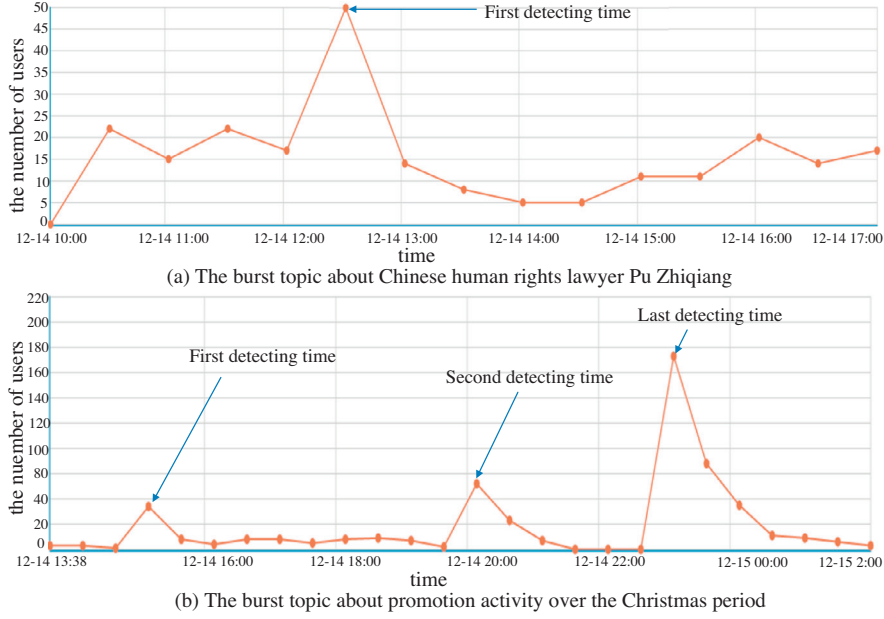 First detecting time
the nuember of users
50
45
40
35
30
25
20
15
10
5
0
12-14 10:00 12-14 11:00 12-14 12:00 12-14 13:00 12-14 14:00 12-14 15:00 12-14 16:00 12-14 17:00
time
(a) The burst topic about Chinese human rights lawyer Pu Zhiqiang
220
200
180
160
140
120
100
80
60
40
20
0
the nuember of users
Last detecting time
First detecting time
Second detecting time
12-14 13:38 12-14 16:00 12-14 18:00 12-14 20:00 12-14 22:00 12-15 00:00 12-15 2:00
time
(b) The burst topic about promotion activity over the Christmas period